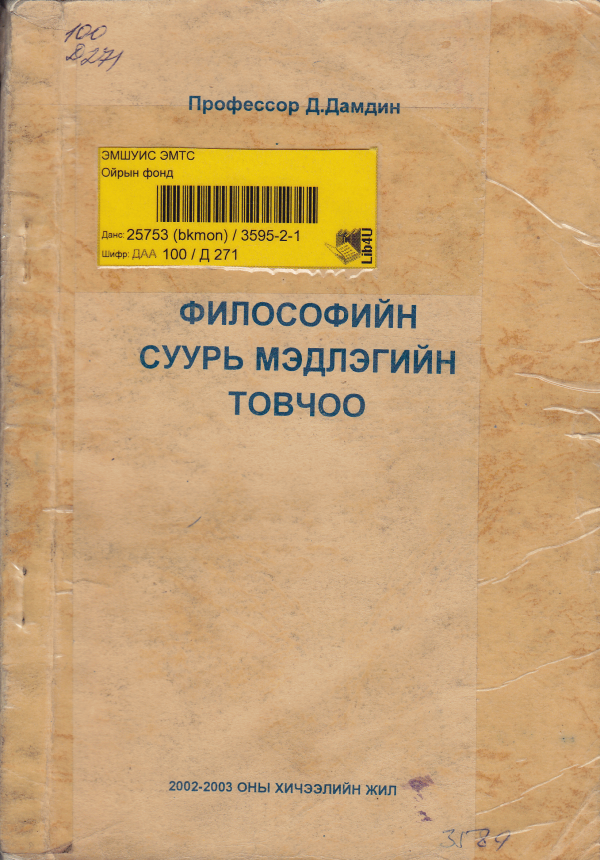 100
Д271
Профессор Д.Дамдин
ЭМШУИС ЭМТС
Ойрын фонд
Данс: 25753 (bkmon) / 3595-2-1
Шифр: ДАА 100 / Д 271
Lib4U
ФИЛОСОФИЙН
СУУРЬ МЭДЛЭГИЙН
ТОВЧОО
2002-2003 ОНЫ ХИЧЭЭЛИЙН ЖИЛ